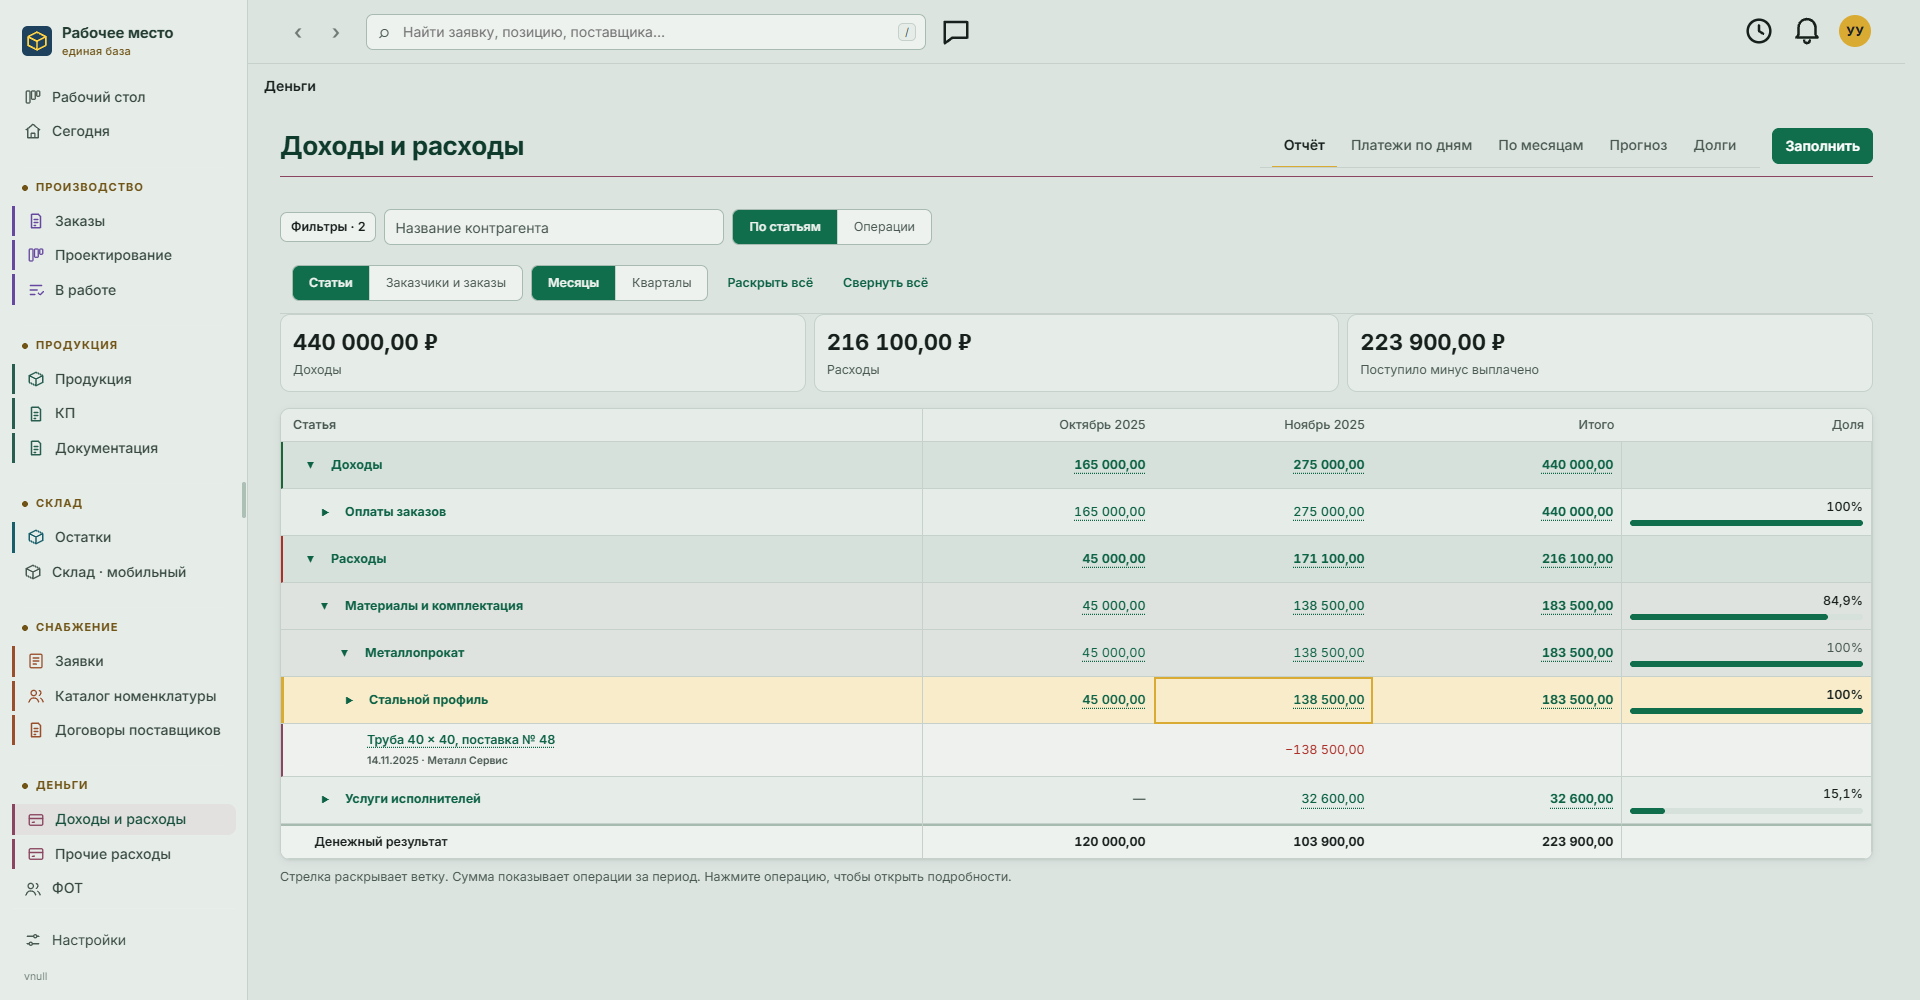 Рабочее место
единая база
Рабочий стол
Сегодня
ПРОИЗВОДСТВО
Заказы
Проектирование
В работе
ПРОДУКЦИЯ
Продукция
КП
Документация
СКЛАД
Остатки
Склад · мобильный
СНАБЖЕНИЕ
Заявки
Каталог номенклатуры
Договоры поставщиков
ДЕНЬГИ
Доходы и расходы
Прочие расходы
ФОТ
Настройки
vnull
Найти заявку, позицию, поставщика... /
УУ
Деньги
Доходы и расходы
Отчёт Платежи по дням По месяцам Прогноз Долги Заполнить
Фильтры · 2 Название контрагента По статьям Операции
Статьи Заказчики и заказы Месяцы Кварталы Раскрыть всё Свернуть всё
440 000,00 ₽
Доходы
216 100,00 ₽
Расходы
223 900,00 ₽
Поступило минус выплачено
Статья Октябрь 2025 Ноябрь 2025 Итого Доля
▼ Доходы 165 000,00 275 000,00 440 000,00
► Оплаты заказов 165 000,00 275 000,00 440 000,00 100%
▼ Расходы 45 000,00 171 100,00 216 100,00
▼ Материалы и комплектация 45 000,00 138 500,00 183 500,00 84,9%
▼ Металлопрокат 45 000,00 138 500,00 183 500,00 100%
► Стальной профиль 45 000,00 138 500,00 183 500,00 100%
Труба 40 × 40, поставка № 48
14.11.2025 · Металл Сервис
−138 500,00
► Услуги исполнителей — 32 600,00 32 600,00 15,1%
Денежный результат 120 000,00 103 900,00 223 900,00
Стрелка раскрывает ветку. Сумма показывает операции за период. Нажмите операцию, чтобы открыть подробности.